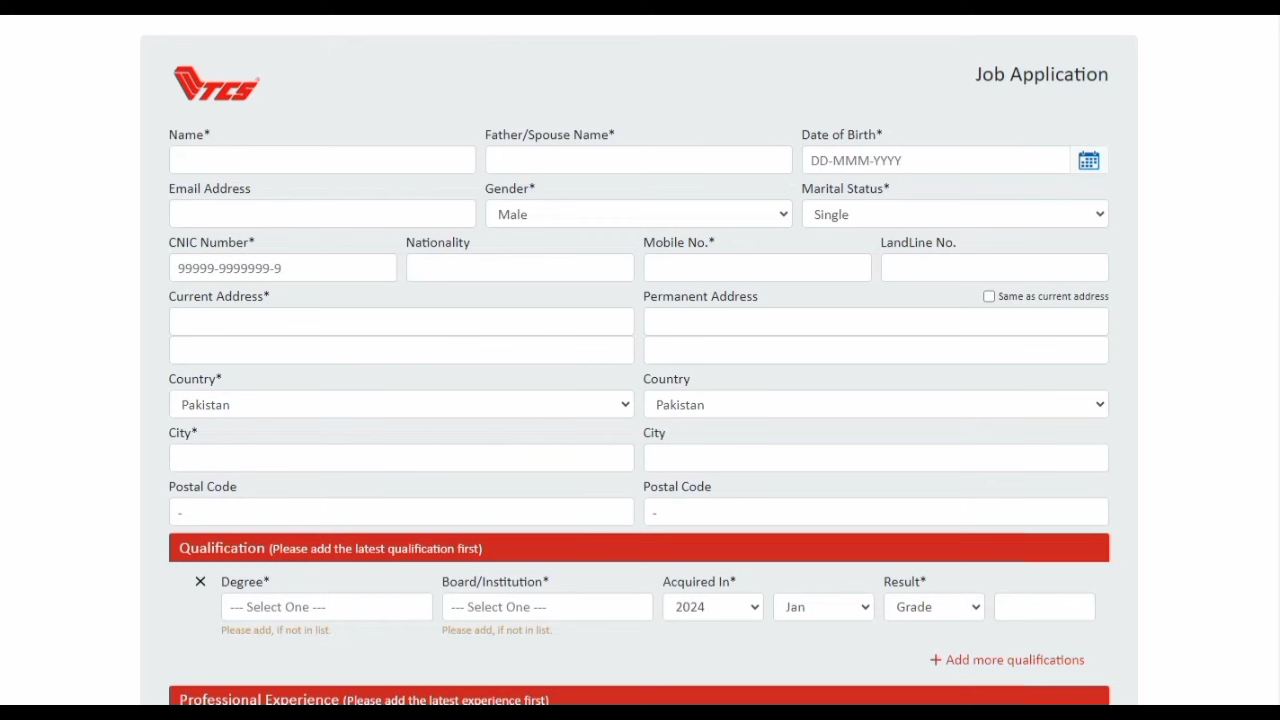 TCS
Job Application
Name* Father/Spouse Name* Date of Birth*
DD-MMM-YYYY
Email Address Gender* Marital Status*
Male Single
CNIC Number* Nationality Mobile No.* LandLine No.
99999-9999999-9
Current Address* Permanent Address Same as current address
Country* Country
Pakistan Pakistan
City* City
Postal Code Postal Code
- -
Qualification (Please add the latest qualification first)
× Degree* Board/Institution* Acquired In* Result*
--- Select One --- --- Select One --- 2024 Jan Grade
Please add, if not in list. Please add, if not in list.
+ Add more qualifications
Professional Experience (Please add the latest experience first)